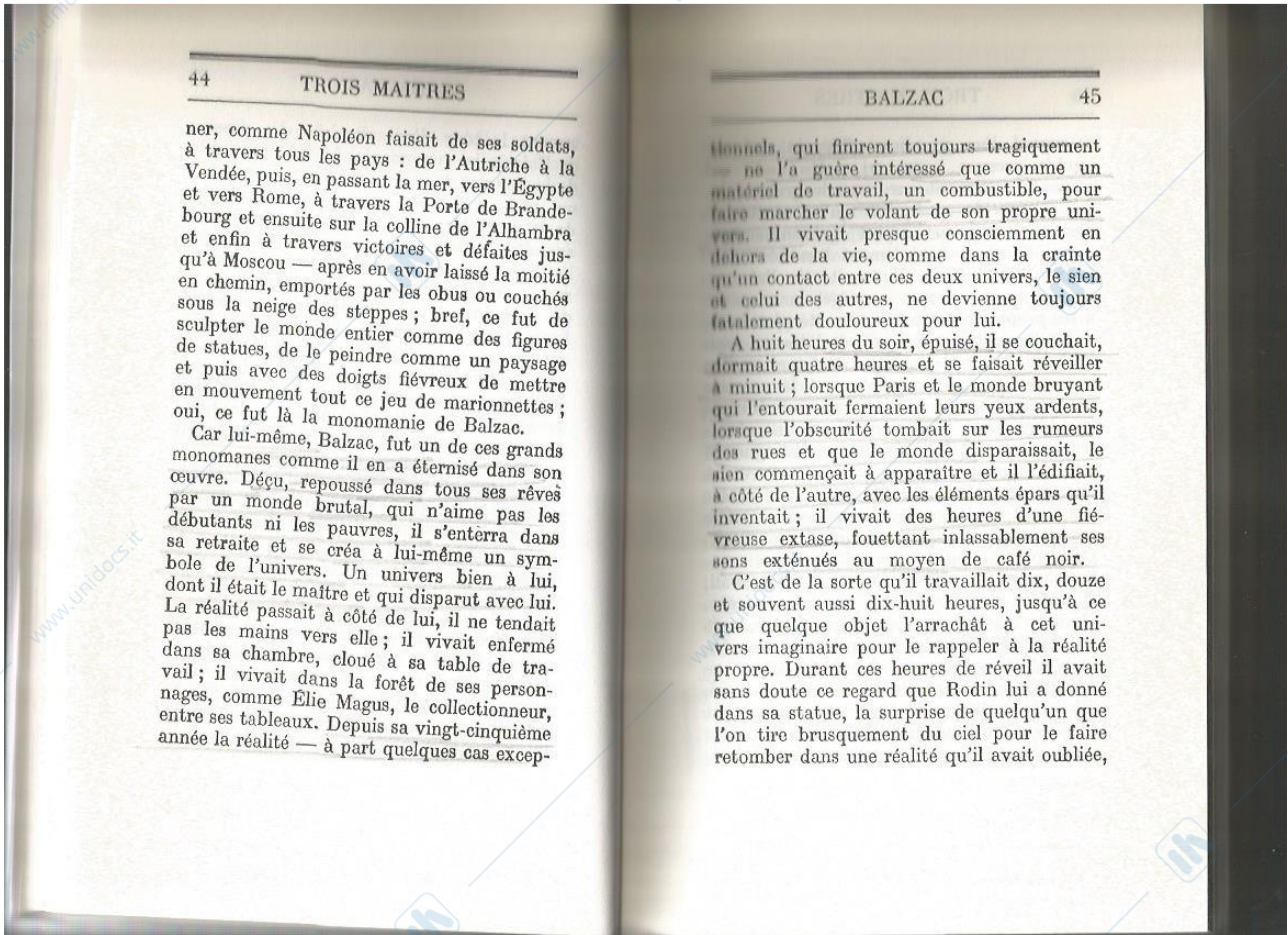 44
TROIS MAITRES
ner, comme Napoléon faisait de ses soldats,
à travers tous les pays : de l'Autriche à la
Vendée, puis, en passant la mer, vers l'Égypte
et vers Rome, à travers la Porte de Brande-
bourg et ensuite sur la colline de l'Alhambra
et enfin à travers victoires et défaites jus-
qu'à Moscou — après en avoir laissé la moitié
en chemin, emportés par les obus ou couchés
sous la neige des steppes ; bref, ce fut de
sculpter le monde entier comme des figures
de statues, de le peindre comme un paysage
et puis avec des doigts fiévreux de mettre
en mouvement tout ce jeu de marionnettes ;
oui, ce fut là la monomanie de Balzac.
Car lui-même, Balzac, fut un de ces grands
monomanes comme il en a éternisé dans son
œuvre. Déçu, repoussé dans tous ses rêves
par un monde brutal, qui n'aime pas les
débutants ni les pauvres, il s'enterra dans
sa retraite et se créa à lui-même un sym-
bole de l'univers. Un univers bien à lui,
dont il était le maître et qui disparut avec lui.
La réalité passait à côté de lui, il ne tendait
pas les mains vers elle ; il vivait enfermé
dans sa chambre, cloué à sa table de tra-
vail ; il vivait dans la forêt de ses person-
nages, comme Élie Magus, le collectionneur,
entre ses tableaux. Depuis sa vingt-cinquième
année la réalité — à part quelques cas excep-
BALZAC
45
tionnels, qui finirent toujours tragiquement
— ne l'a guère intéressé que comme un
matériel de travail, un combustible, pour
faire marcher le volant de son propre uni-
vers. Il vivait presque consciemment en
dehors de la vie, comme dans la crainte
qu'un contact entre ces deux univers, le sien
et celui des autres, ne devienne toujours
fatalement douloureux pour lui.
A huit heures du soir, épuisé, il se couchait,
dormait quatre heures et se faisait réveiller
à minuit ; lorsque Paris et le monde bruyant
qui l'entourait fermaient leurs yeux ardents,
lorsque l'obscurité tombait sur les rumeurs
des rues et que le monde disparaissait, le
sien commençait à apparaître et il l'édifiait,
à côté de l'autre, avec les éléments épars qu'il
inventait ; il vivait des heures d'une fié-
vreuse extase, fouettant inlassablement ses
sens exténués au moyen de café noir.
C'est de la sorte qu'il travaillait dix, douze
et souvent aussi dix-huit heures, jusqu'à ce
que quelque objet l'arrachât à cet uni-
vers imaginaire pour le rappeler à la réalité
propre. Durant ces heures de réveil il avait
sans doute ce regard que Rodin lui a donné
dans sa statue, la surprise de quelqu'un que
l'on tire brusquement du ciel pour le faire
retomber dans une réalité qu'il avait oubliée,
www.unidocs.it